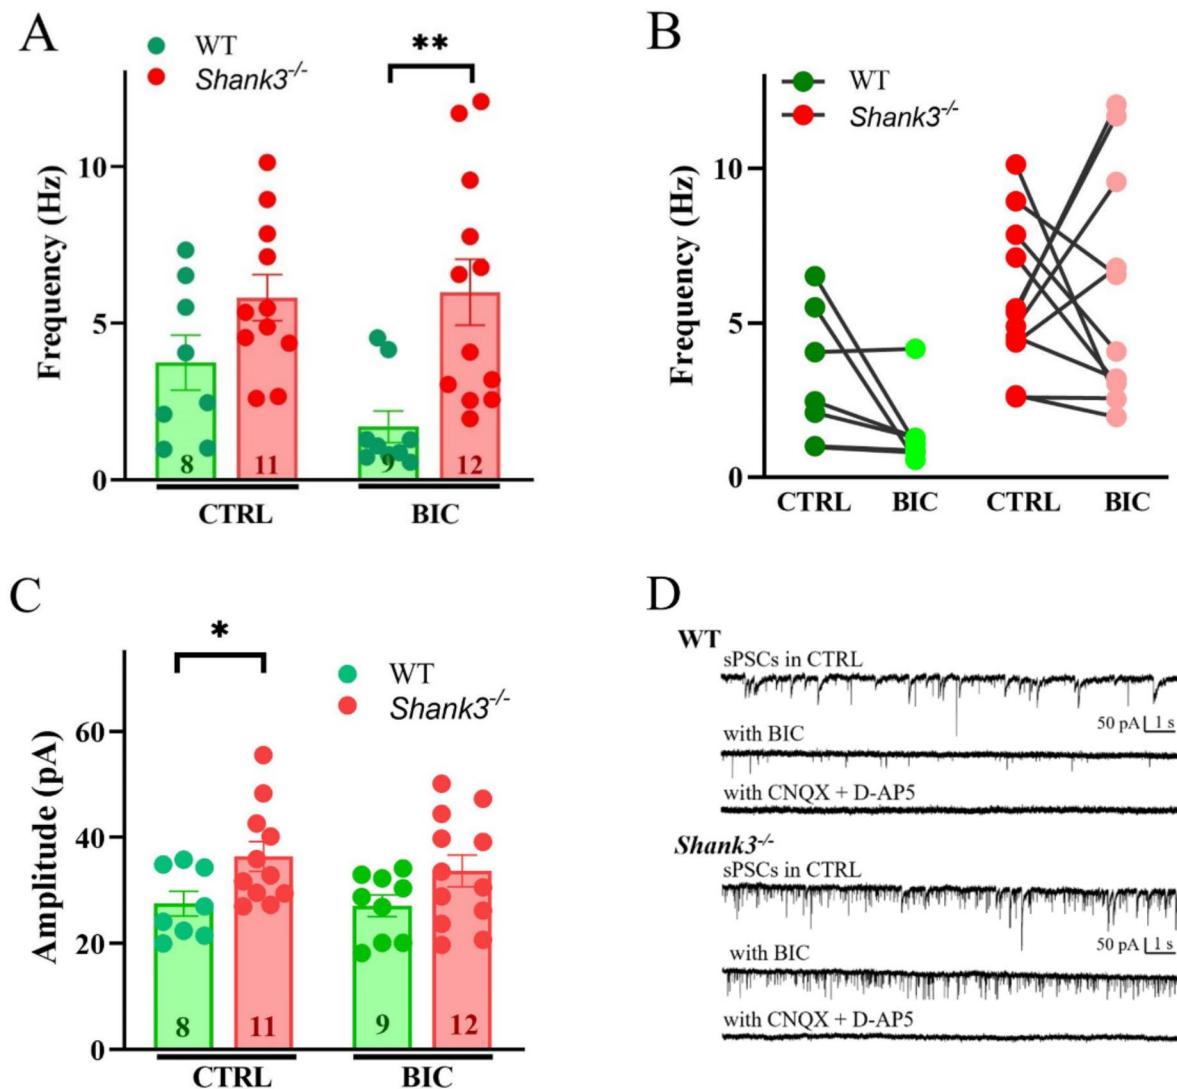 A
WT
Shank3-/-
**
Frequency (Hz)
10
5
0
8
11
9
12
CTRL
BIC
B
WT
Shank3-/-
Frequency (Hz)
10
5
0
CTRL
BIC
CTRL
BIC
C
*
WT
Shank3-/-
Amplitude (pA)
60
40
20
0
8
11
9
12
CTRL
BIC
D
WT
sPSCs in CTRL
50 pA 1 s
with BIC
with CNQX + D-AP5
Shank3-/-
sPSCs in CTRL
50 pA 1 s
with BIC
with CNQX + D-AP5